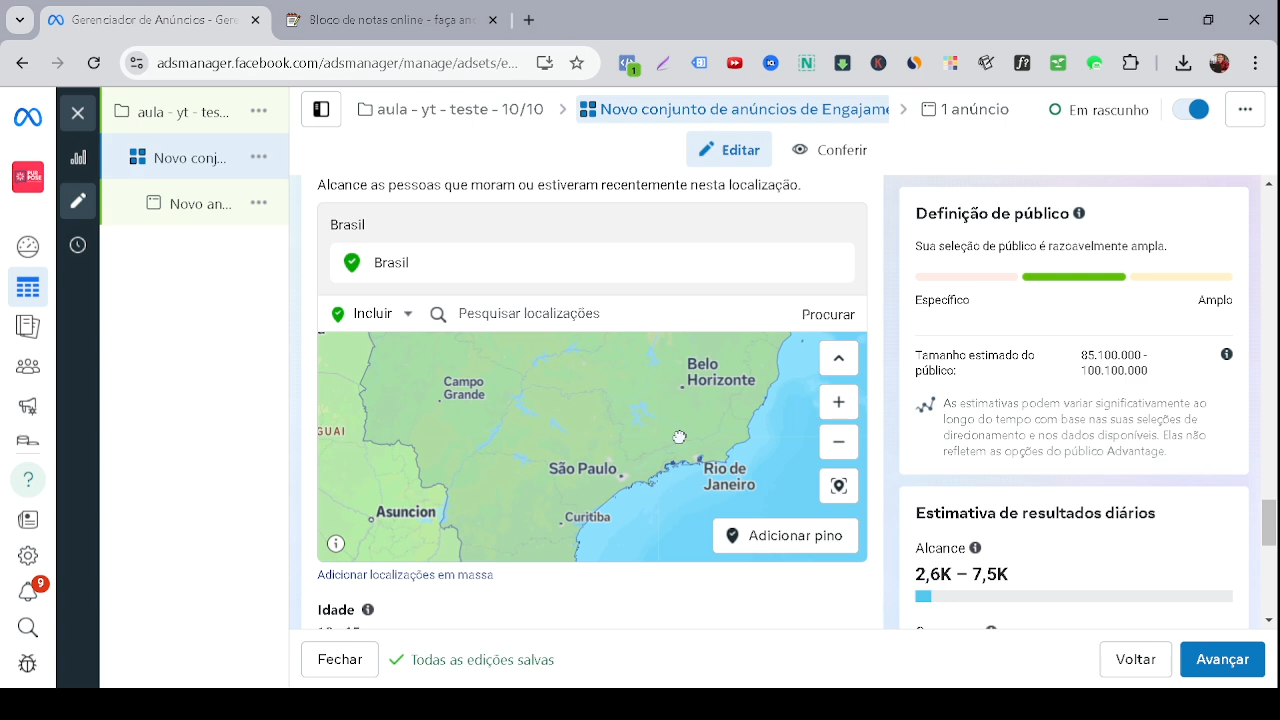 Gerenciador de Anúncios - Gere
Bloco de notas online - faça ano
adsmanager.facebook.com/adsmanager/manage/adsets/e...
1
aula - yt - tes...
Novo conj...
Novo an...
aula - yt - teste - 10/10
Novo conjunto de anúncios de Engajame
1 anúncio
Em rascunho
Editar
Conferir
Alcance as pessoas que moram ou estiveram recentemente nesta localização.
Brasil
Brasil
Incluir
Pesquisar localizações
Procurar
Belo
Horizonte
Campo
Grande
GUAI
São Paulo
Rio de
Janeiro
Asuncion
Curitiba
Adicionar pino
Adicionar localizações em massa
Idade
Definição de público
Sua seleção de público é razoavelmente ampla.
Específico
Amplo
Tamanho estimado do
público:
85.100.000 -
100.100.000
As estimativas podem variar significativamente ao
longo do tempo com base nas suas seleções de
direcionamento e nos dados disponíveis. Elas não
refletem as opções do público Advantage.
Estimativa de resultados diários
Alcance
2,6K – 7,5K
9
Fechar
Todas as edições salvas
Voltar
Avançar